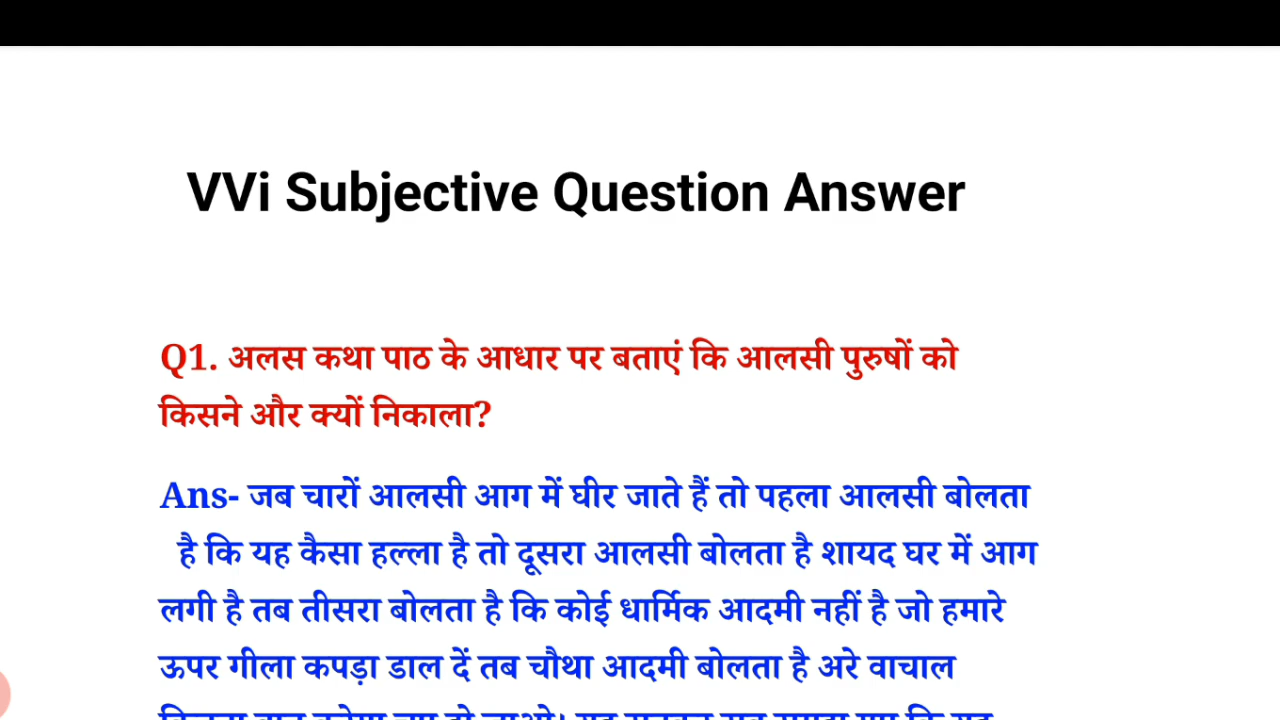 VVi Subjective Question Answer
Q1. अलस कथा पाठ के आधार पर बताएं कि आलसी पुरुषों को
किसने और क्यों निकाला?
Ans- जब चारों आलसी आग में घीर जाते हैं तो पहला आलसी बोलता
है कि यह कैसा हल्ला है तो दूसरा आलसी बोलता है शायद घर में आग
लगी है तब तीसरा बोलता है कि कोई धार्मिक आदमी नहीं है जो हमारे
ऊपर गीला कपड़ा डाल दें तब चौथा आदमी बोलता है अरे वाचाल